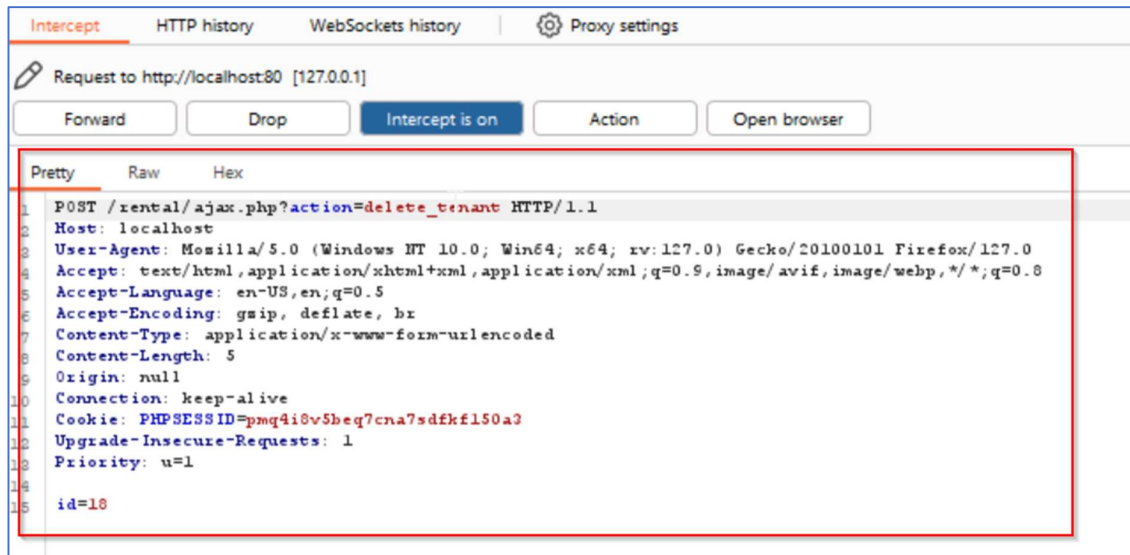 Intercept HTTP history WebSockets history Proxy settings
Request to http://localhost:80 [127.0.0.1]
Forward Drop Intercept is on Action Open browser
Pretty Raw Hex
1 POST /rental/ajax.php?action=delete_tenant HTTP/1.1
2 Host: localhost
3 User-Agent: Mozilla/5.0 (Windows NT 10.0; Win64; x64; rv:127.0) Gecko/20100101 Firefox/127.0
4 Accept: text/html,application/xhtml+xml,application/xml;q=0.9,image/avif,image/webp,*/*;q=0.8
5 Accept-Language: en-US,en;q=0.5
6 Accept-Encoding: gzip, deflate, br
7 Content-Type: application/x-www-form-urlencoded
8 Content-Length: 5
9 Origin: null
10 Connection: keep-alive
11 Cookie: PHPSESSID=pmq4i8v5beq7cna7sdfkfl50a3
12 Upgrade-Insecure-Requests: 1
13 Priority: u=1
14
15 id=18